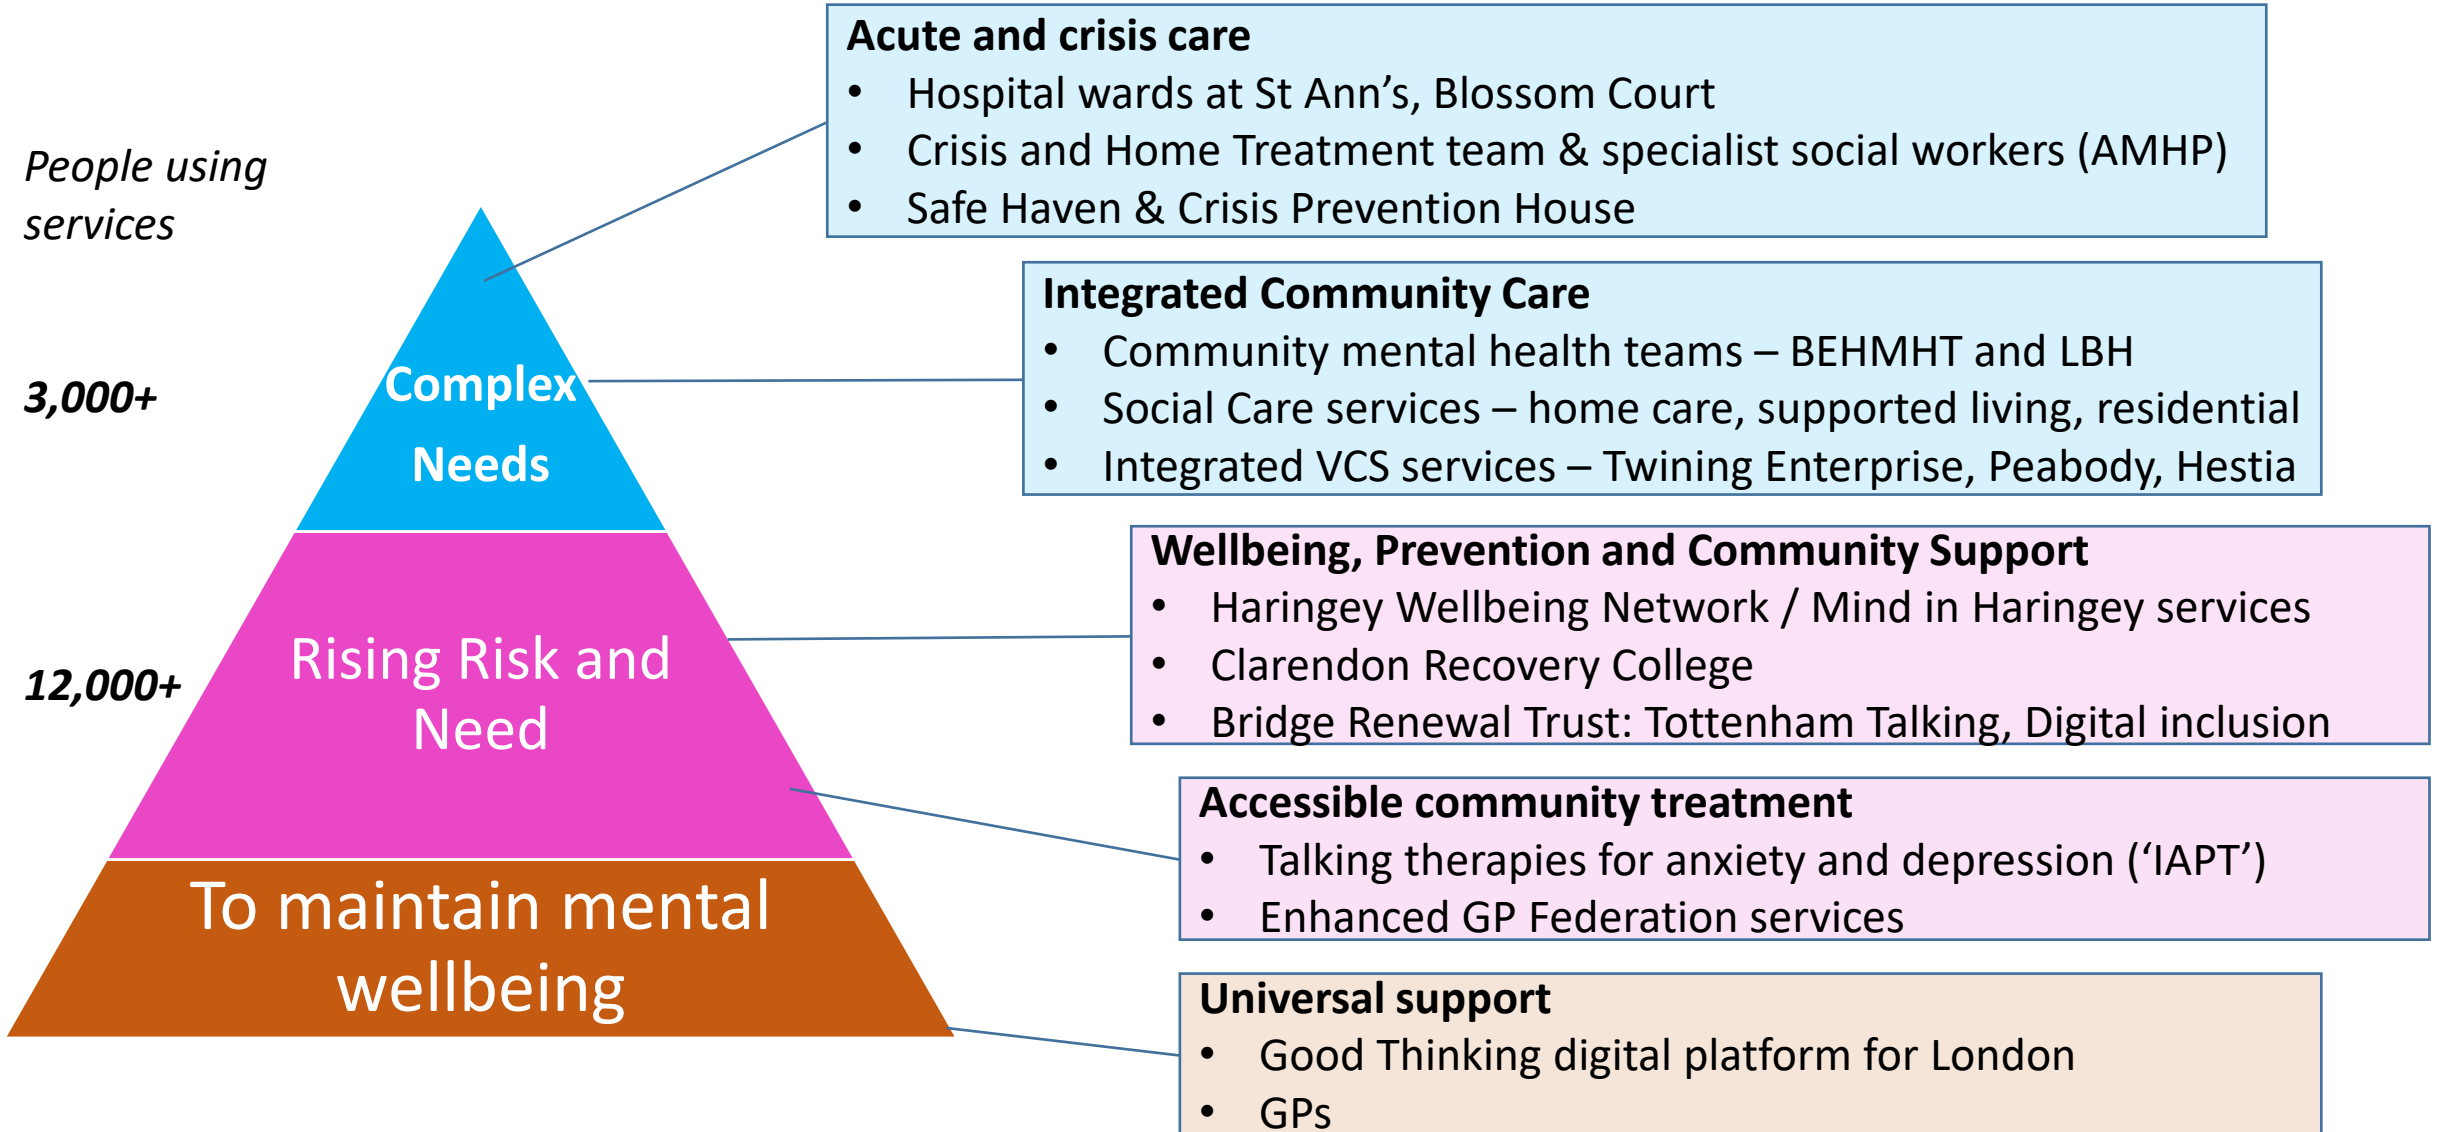 People using
services
3,000+
12,000+
Complex
Needs
Rising Risk and
Need
To maintain mental
wellbeing
Acute and crisis care
• Hospital wards at St Ann’s, Blossom Court
• Crisis and Home Treatment team & specialist social workers (AMHP)
• Safe Haven & Crisis Prevention House
Integrated Community Care
• Community mental health teams – BEHMHT and LBH
• Social Care services – home care, supported living, residential
• Integrated VCS services – Twining Enterprise, Peabody, Hestia
Wellbeing, Prevention and Community Support
• Haringey Wellbeing Network / Mind in Haringey services
• Clarendon Recovery College
• Bridge Renewal Trust: Tottenham Talking, Digital inclusion
Accessible community treatment
• Talking therapies for anxiety and depression (‘IAPT’)
• Enhanced GP Federation services
Universal support
• Good Thinking digital platform for London
• GPs